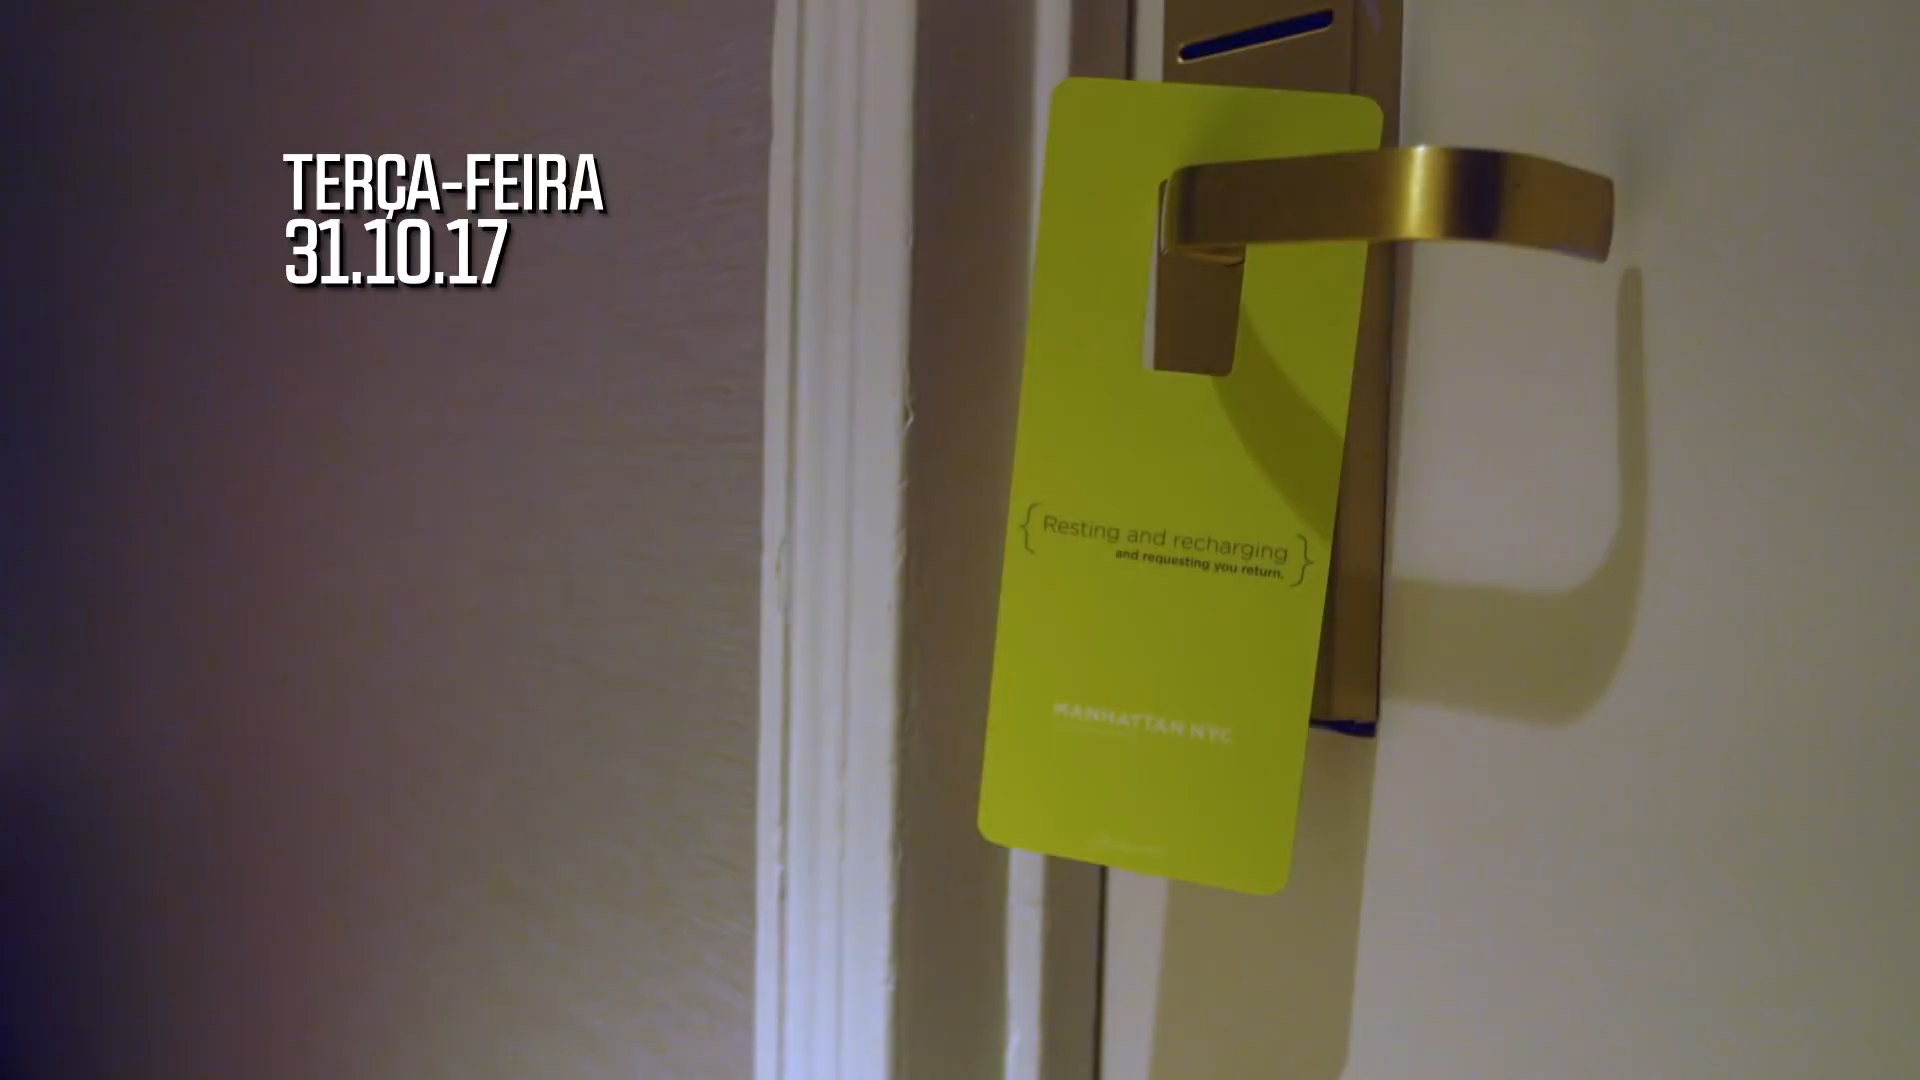 TERÇA-FEIRA
31.10.17
{ Resting and recharging }
and requesting you return.
MANHATTAN NYC